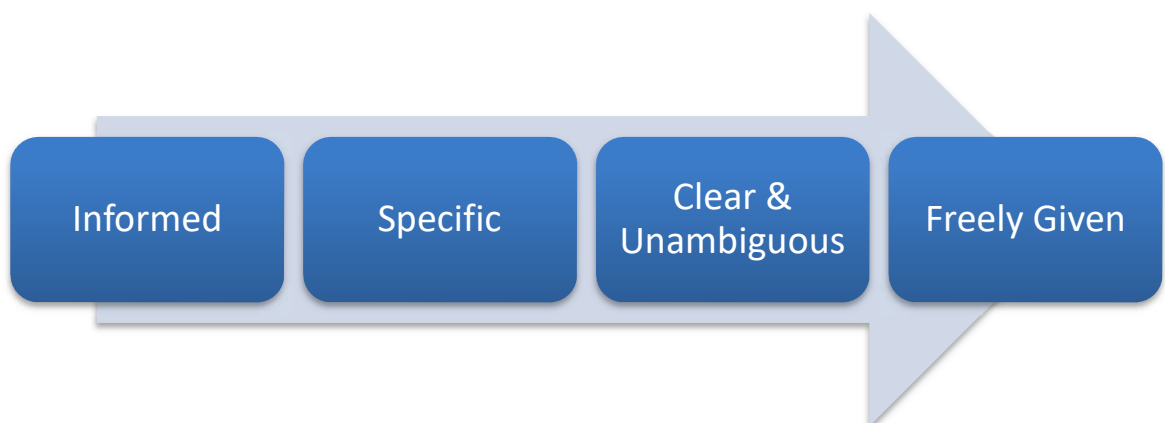 Informed
Specific
Clear &
Unambiguous
Freely Given